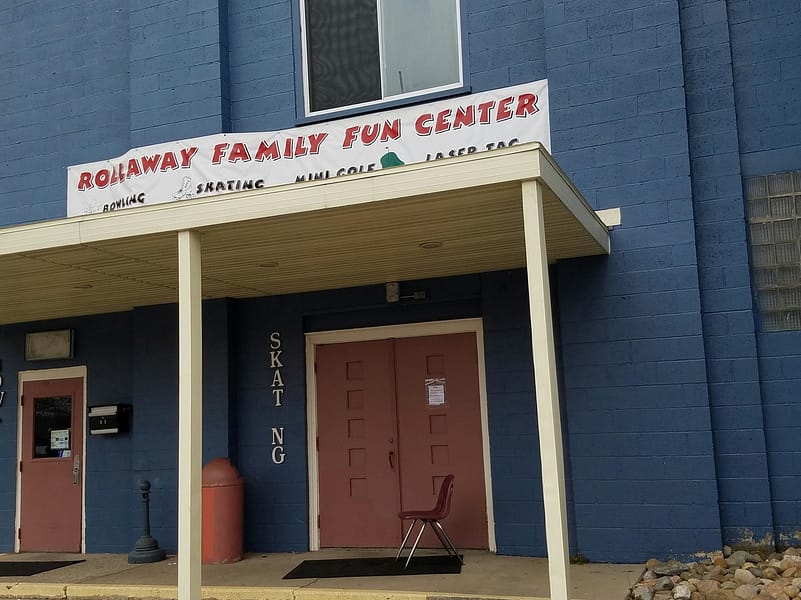 ROLLAWAY FAMILY FUN CENTER
BOWLING SKATING MINI GOLF LASER TAG
SKAT NG